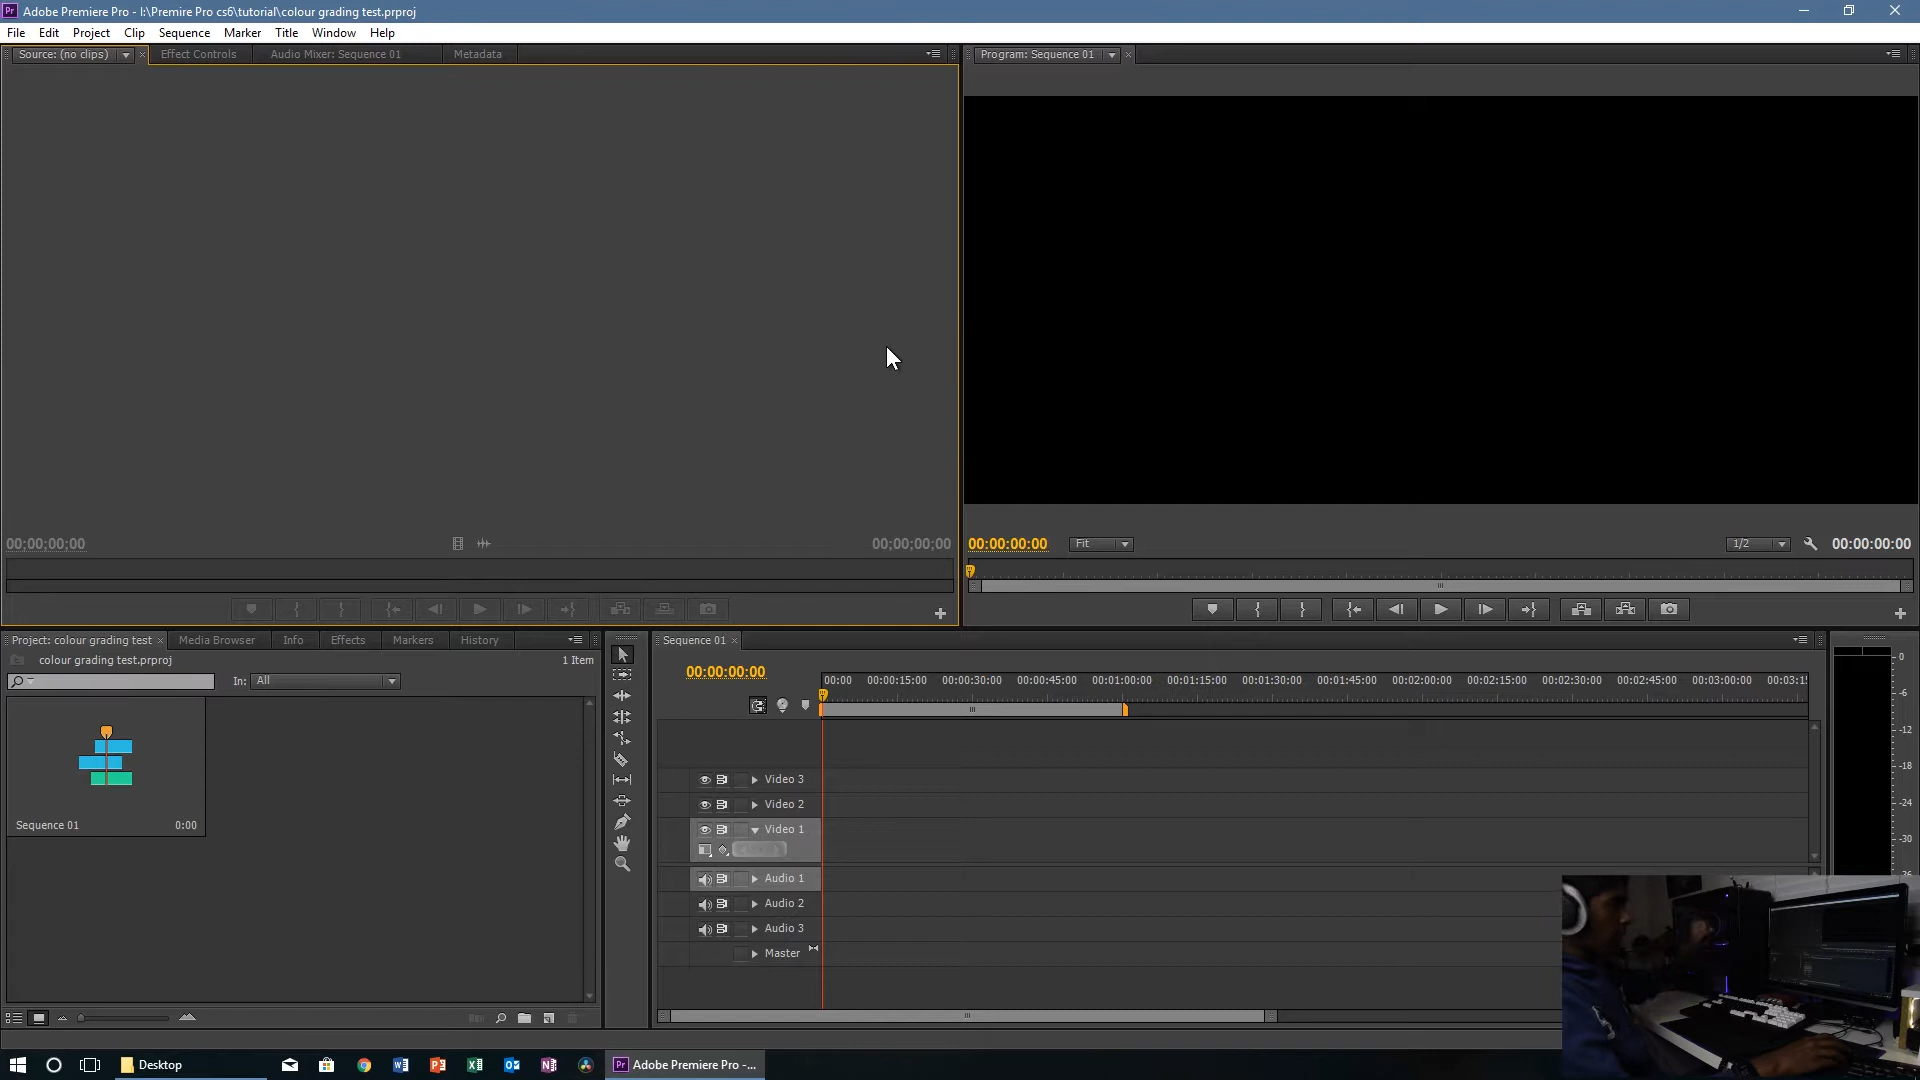 Pr Adobe Premiere Pro - I:\Premire Pro cs6\tutorial\colour grading test.prproj
File Edit Project Clip Sequence Marker Title Window Help
Source: (no clips) Effect Controls Audio Mixer: Sequence 01 Metadata
Program: Sequence 01
00;00;00;00
00;00;00;00
00:00:00:00 Fit 1/2 00:00:00:00
Project: colour grading test Media Browser Info Effects Markers History
colour grading test.prproj 1 Item
In: All
Sequence 01 0:00
Sequence 01
00:00:00:00
00:00 00:00:15:00 00:00:30:00 00:00:45:00 00:01:00:00 00:01:15:00 00:01:30:00 00:01:45:00 00:02:00:00 00:02:15:00 00:02:30:00 00:02:45:00 00:03:00:00
Video 3
Video 2
Video 1
Audio 1
Audio 2
Audio 3
Master
0
-6
-12
-18
-24
-30
Desktop
Pr Adobe Premiere Pro -...